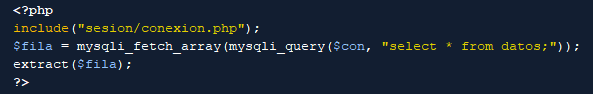 <?php
include("sesion/conexion.php");
$fila = mysqli_fetch_array(mysqli_query($con, "select * from datos;"));
extract($fila);
?>